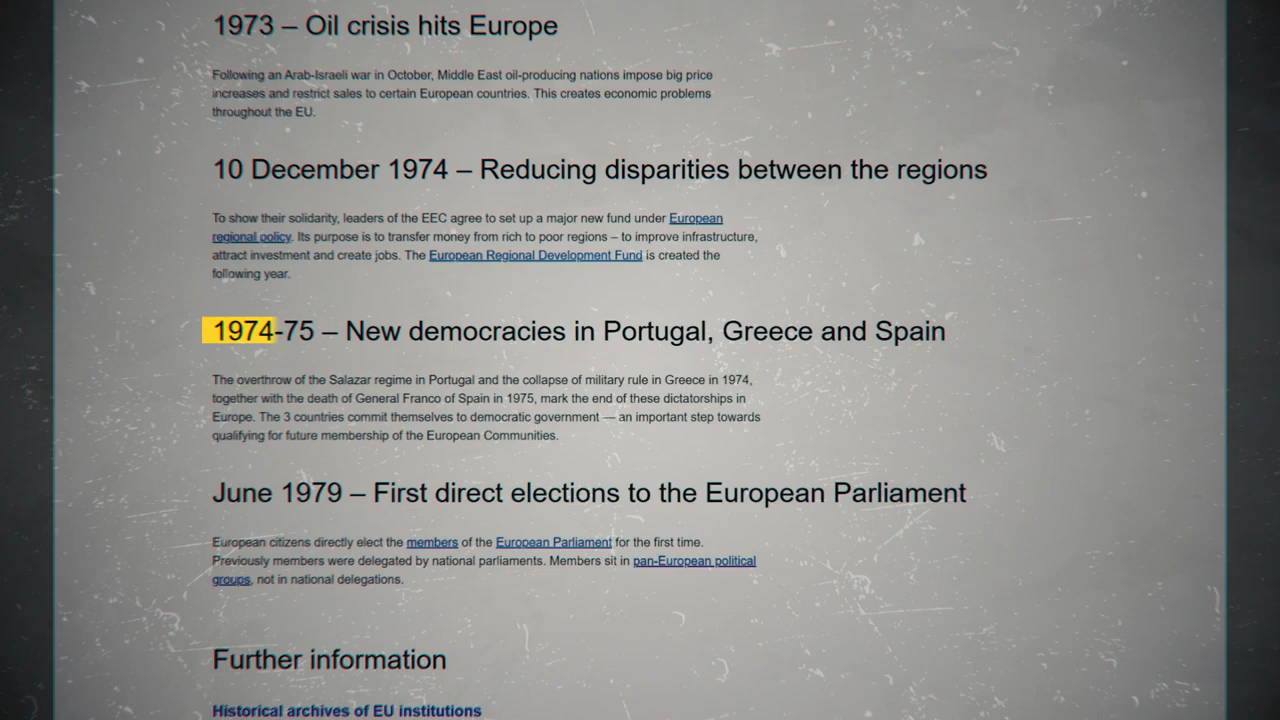 1973 – Oil crisis hits Europe
Following an Arab-Israeli war in October, Middle East oil-producing nations impose big price
increases and restrict sales to certain European countries. This creates economic problems
throughout the EU.
10 December 1974 – Reducing disparities between the regions
To show their solidarity, leaders of the EEC agree to set up a major new fund under European
regional policy. Its purpose is to transfer money from rich to poor regions – to improve infrastructure,
attract investment and create jobs. The European Regional Development Fund is created the
following year.
1974-75 – New democracies in Portugal, Greece and Spain
The overthrow of the Salazar regime in Portugal and the collapse of military rule in Greece in 1974,
together with the death of General Franco of Spain in 1975, mark the end of these dictatorships in
Europe. The 3 countries commit themselves to democratic government — an important step towards
qualifying for future membership of the European Communities.
June 1979 – First direct elections to the European Parliament
European citizens directly elect the members of the European Parliament for the first time.
Previously members were delegated by national parliaments. Members sit in pan-European political
groups, not in national delegations.
Further information
Historical archives of EU institutions